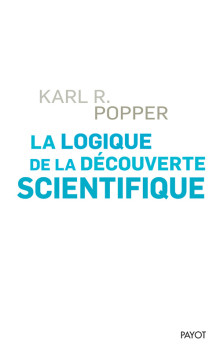 KARL R.
POPPER
LA LOGIQUE
DE LA DÉCOUVERTE
SCIENTIFIQUE
PAYOT